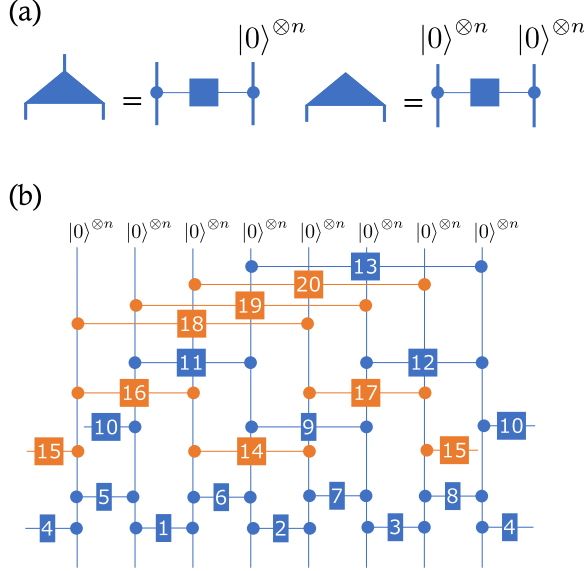 (a)
|0⟩^{⊗n} |0⟩^{⊗n} |0⟩^{⊗n}
= =
(b)
|0⟩^{⊗n} |0⟩^{⊗n} |0⟩^{⊗n} |0⟩^{⊗n} |0⟩^{⊗n} |0⟩^{⊗n} |0⟩^{⊗n} |0⟩^{⊗n}
13
20
19
18
11 12
16 17
10 9 10
15 14 15
5 6 7 8
4 1 2 3 4